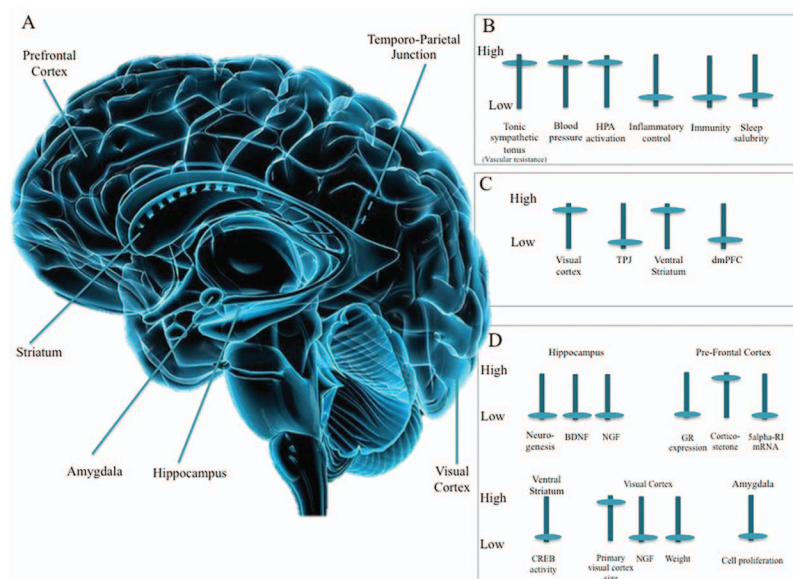 A
Prefrontal
Cortex
Temporo-Parietal
Junction
Striatum
Amygdala
Hippocampus
Visual
Cortex
B
High
Low
Tonic
sympathetic
tonus
(Vascular resistance)
Blood
pressure
HPA
activation
Inflammatory
control
Immunity
Sleep
salubrity
C
High
Low
Visual
cortex
TPJ
Ventral
Striatum
dmPFC
D
Hippocampus
Pre-Frontal Cortex
High
Low
Neuro-
genesis
BDNF
NGF
GR
expression
Cortico-
sterone
5alpha-RI
mRNA
Ventral
Striatum
Visual Cortex
Amygdala
High
Low
CREB
activity
Primary
visual cortex
size
NGF
Weight
Cell proliferation